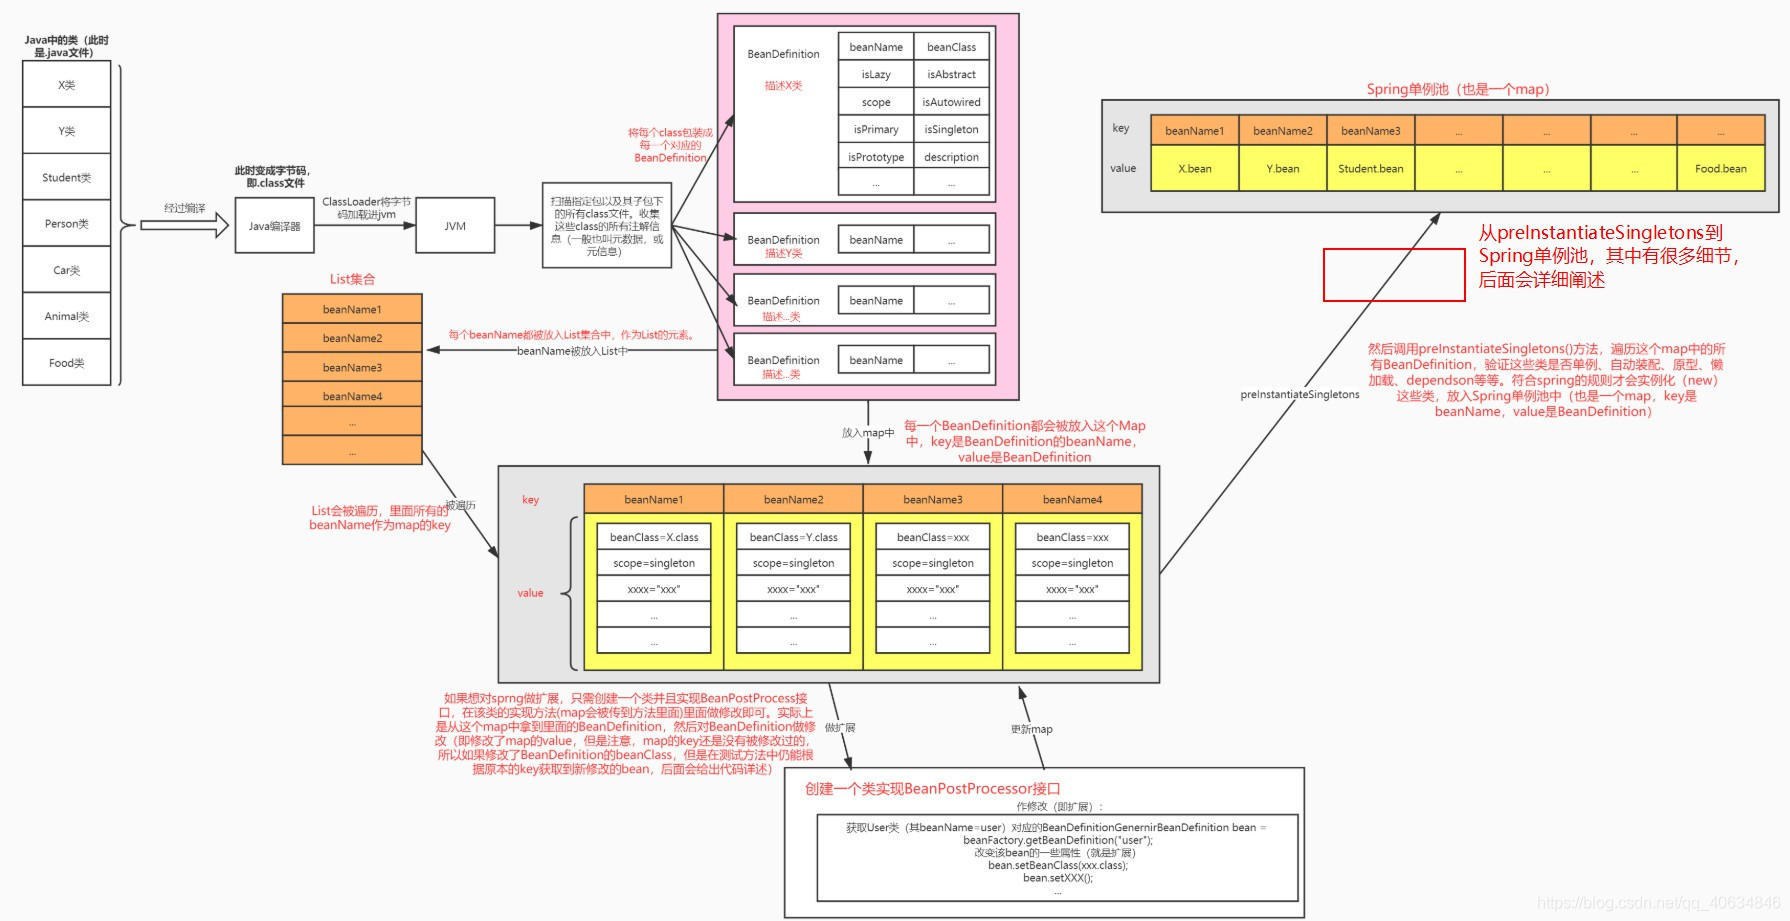 Java中的类（此时
是.java文件）
X类
Y类
Student类
Person类
Car类
Animal类
Food类
经过编译
此时变成字节码，
即.class文件
Java编译器
ClassLoader将字节
码加载进jvm
JVM
扫描指定包以及其子包下
的所有class文件。收集
这些class的所有注解信
息（一般也叫元数据，或
元信息）
将每个class包装成
每一个对应的
BeanDefinition
BeanDefinition
描述X类
beanName beanClass
isLazy isAbstract
scope isAutowired
isPrimary isSingleton
isPrototype description
... ...
BeanDefinition
描述Y类
beanName ...
BeanDefinition
描述...类
beanName ...
BeanDefinition
描述...类
beanName ...
List集合
beanName1
beanName2
beanName3
beanName4
...
...
每个beanName都被放入List集合中，作为List的元素。
beanName被放入List中
List会被遍历，里面所有的
beanName作为map的key
被遍历
放入map中
每一个BeanDefinition都会被放入这个Map
中，key是BeanDefinition的beanName，
value是BeanDefinition
key
beanName1 beanName2 beanName3 beanName4
value
beanClass=X.class beanClass=Y.class beanClass=xxx beanClass=xxx
scope=singleton scope=singleton scope=singleton scope=singleton
xxxx="xxx" xxxx="xxx" xxxx="xxx" xxxx="xxx"
... ... ... ...
... ... ... ...
如果想对sprng做扩展，只需创建一个类并且实现BeanPostProcess接
口，在该类的实现方法(map会被传到方法里面)里面做修改即可。实际上
是从这个map中拿到里面的BeanDefinition，然后对BeanDefinition做修
改（即修改了map的value，但是注意，map的key还是没有被修改过的，
所以如果修改了BeanDefinition的beanClass，但是在测试方法中仍能根
据原本的key获取到新修改的bean，后面会给出代码详述）
做扩展
更新map
创建一个类实现BeanPostProcessor接口
作修改（即扩展）：
获取User类（其beanName=user）对应的BeanDefinitionGenernirBeanDefinition bean =
beanFactory.getBeanDefinition("user");
改变该bean的一些属性（就是扩展）
bean.setBeanClass(xxx.class);
bean.setXXX();
...
preInstantiateSingletons
Spring单例池（也是一个map）
key
beanName1 beanName2 beanName3 ... ... ... ...
value
X.bean Y.bean Student.bean ... ... ... Food.bean
从preInstantiateSingletons到
Spring单例池，其中有很多细节，
后面会详细阐述
然后调用preInstantiateSingletons()方法，遍历这个map中的所
有BeanDefinition，验证这些类是否单例、自动装配、原型、懒
加载、dependson等等。符合spring的规则才会实例化（new）
这些类，放入Spring单例池中（也是一个map，key是
beanName，value是BeanDefinition）
https://blog.csdn.net/qq_40634846